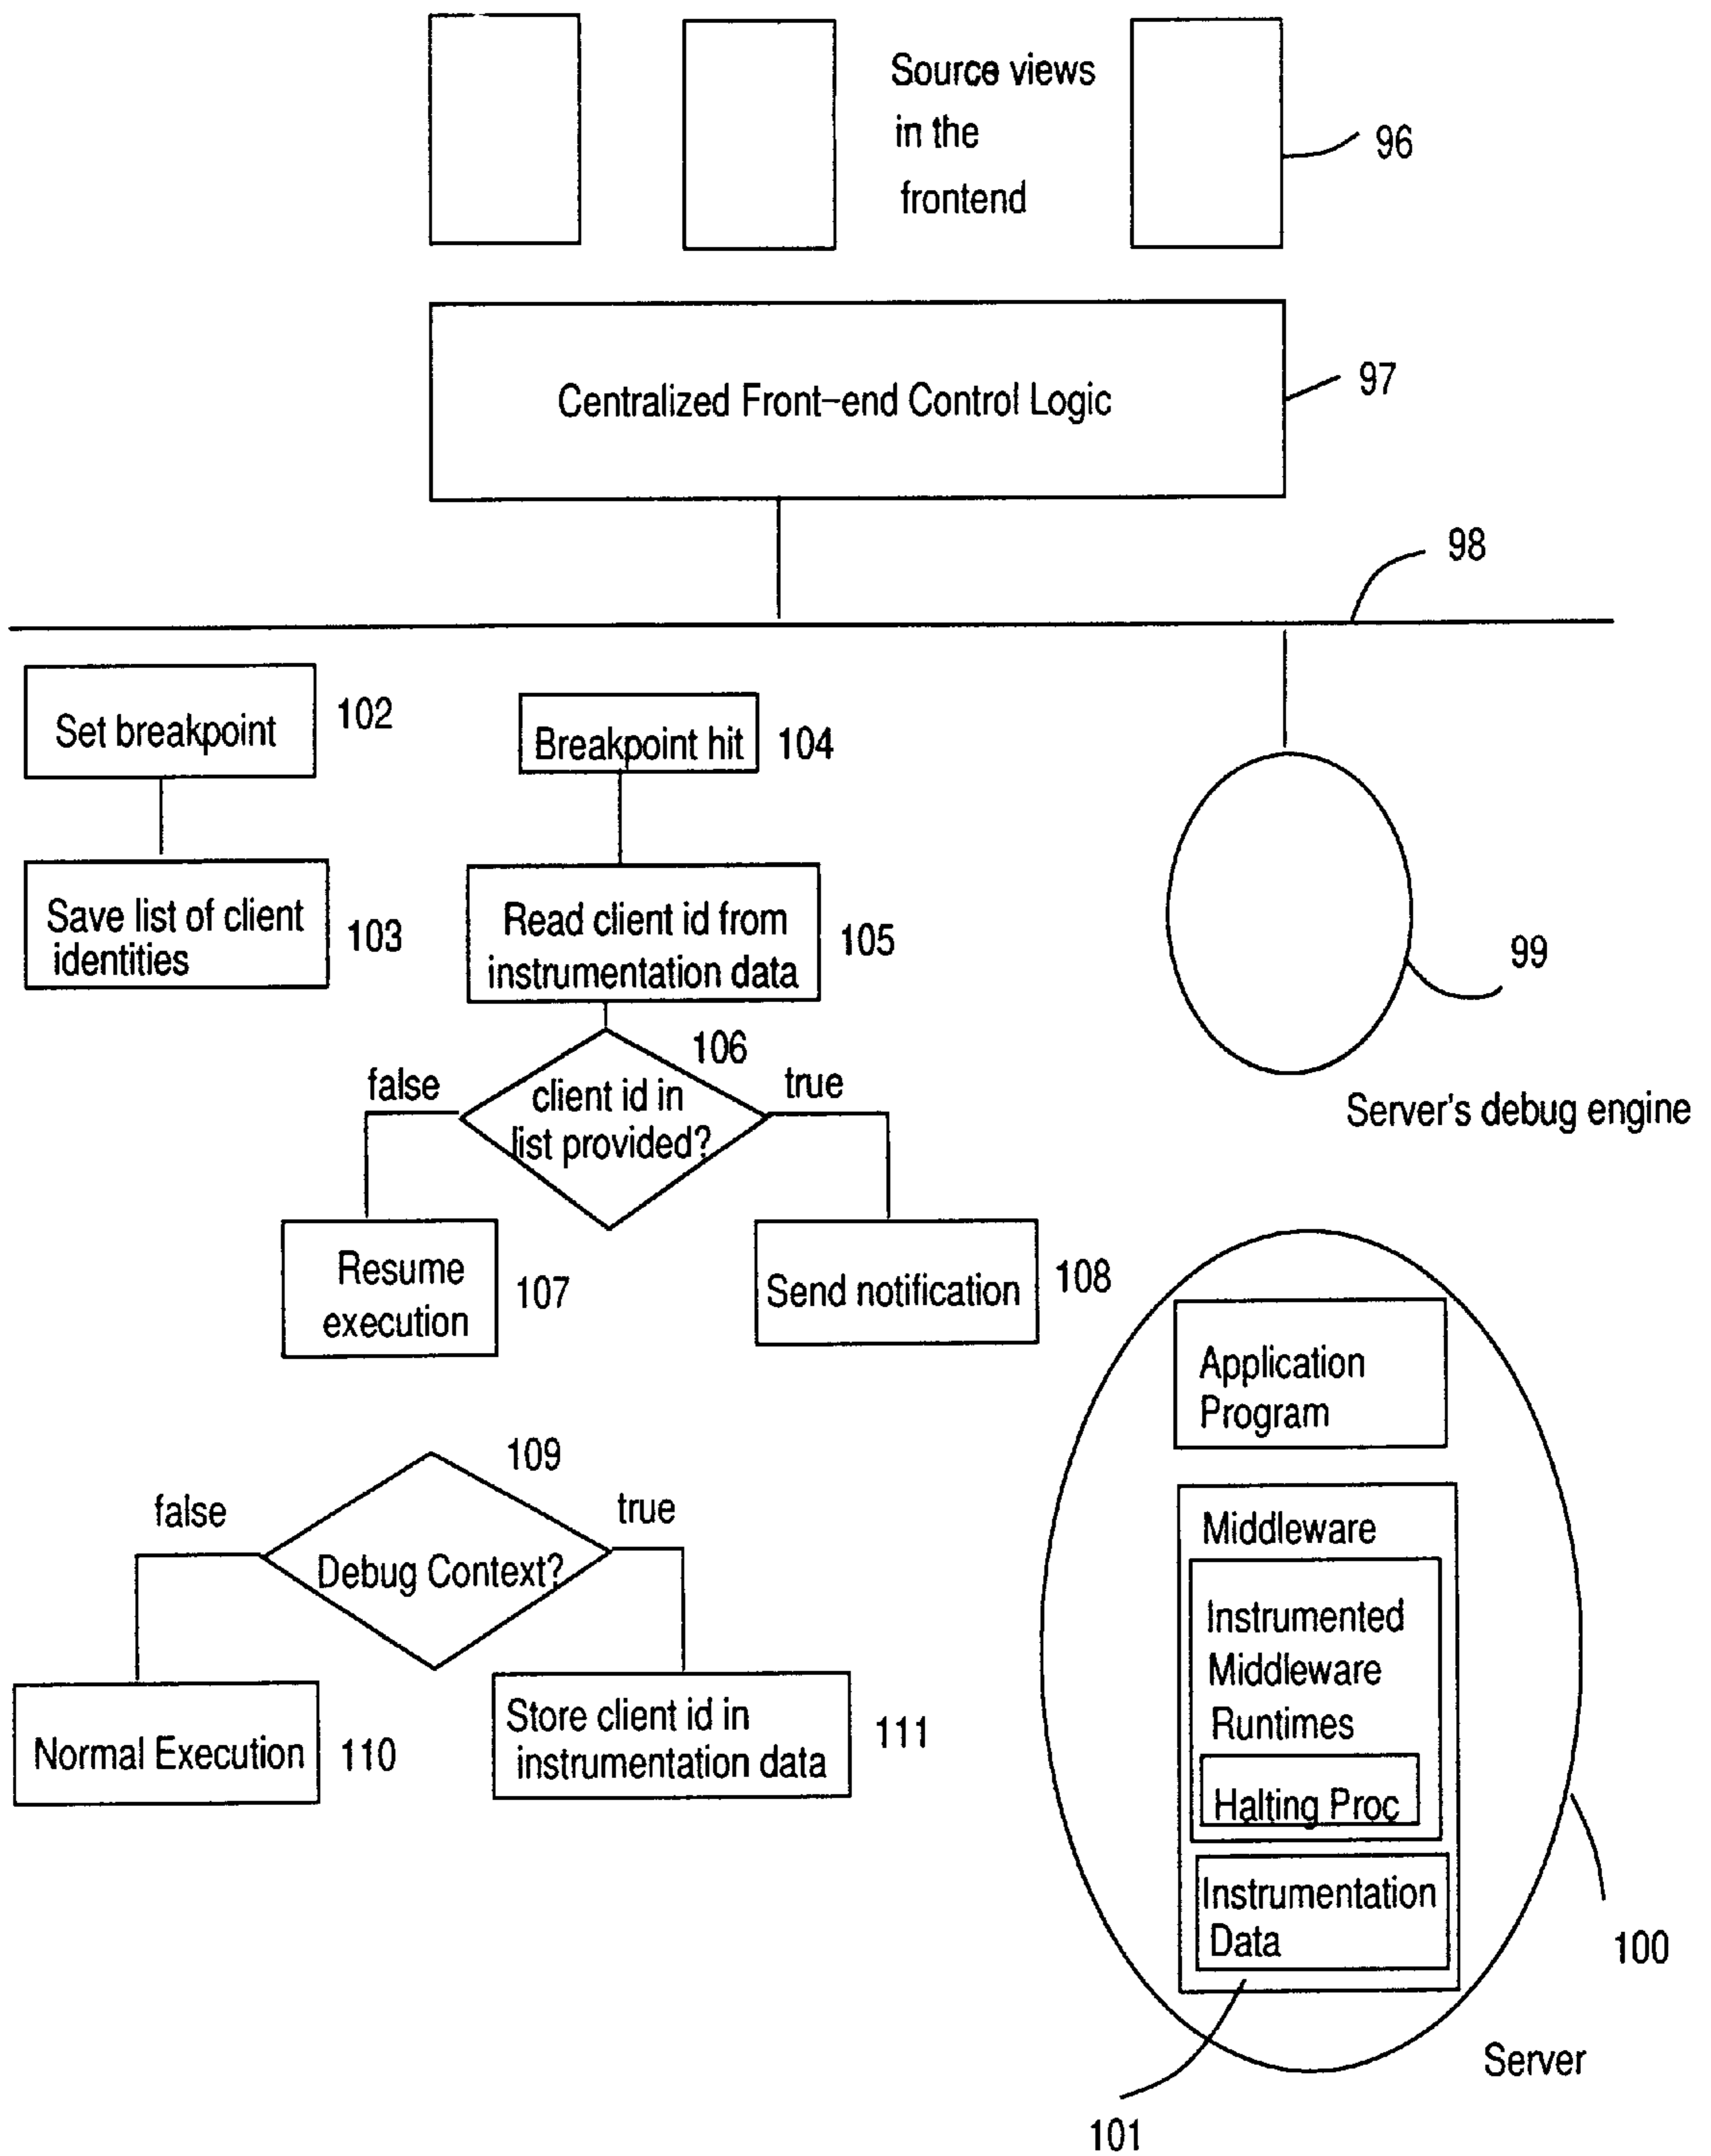 Source views
in the
frontend
96
Centralized Front-end Control Logic
97
98
Set breakpoint
102
Breakpoint hit
104
Save list of client
identities
103
Read client id from
instrumentation data
105
99
106
false
true
client id in
list provided?
Server's debug engine
Resume
execution
107
Send notification
108
Application
Program
109
false
true
Debug Context?
Middleware
Instrumented
Middleware
Runtimes
Halting Proc
Normal Execution
110
Store client id in
instrumentation data
111
Instrumentation
Data
100
Server
101